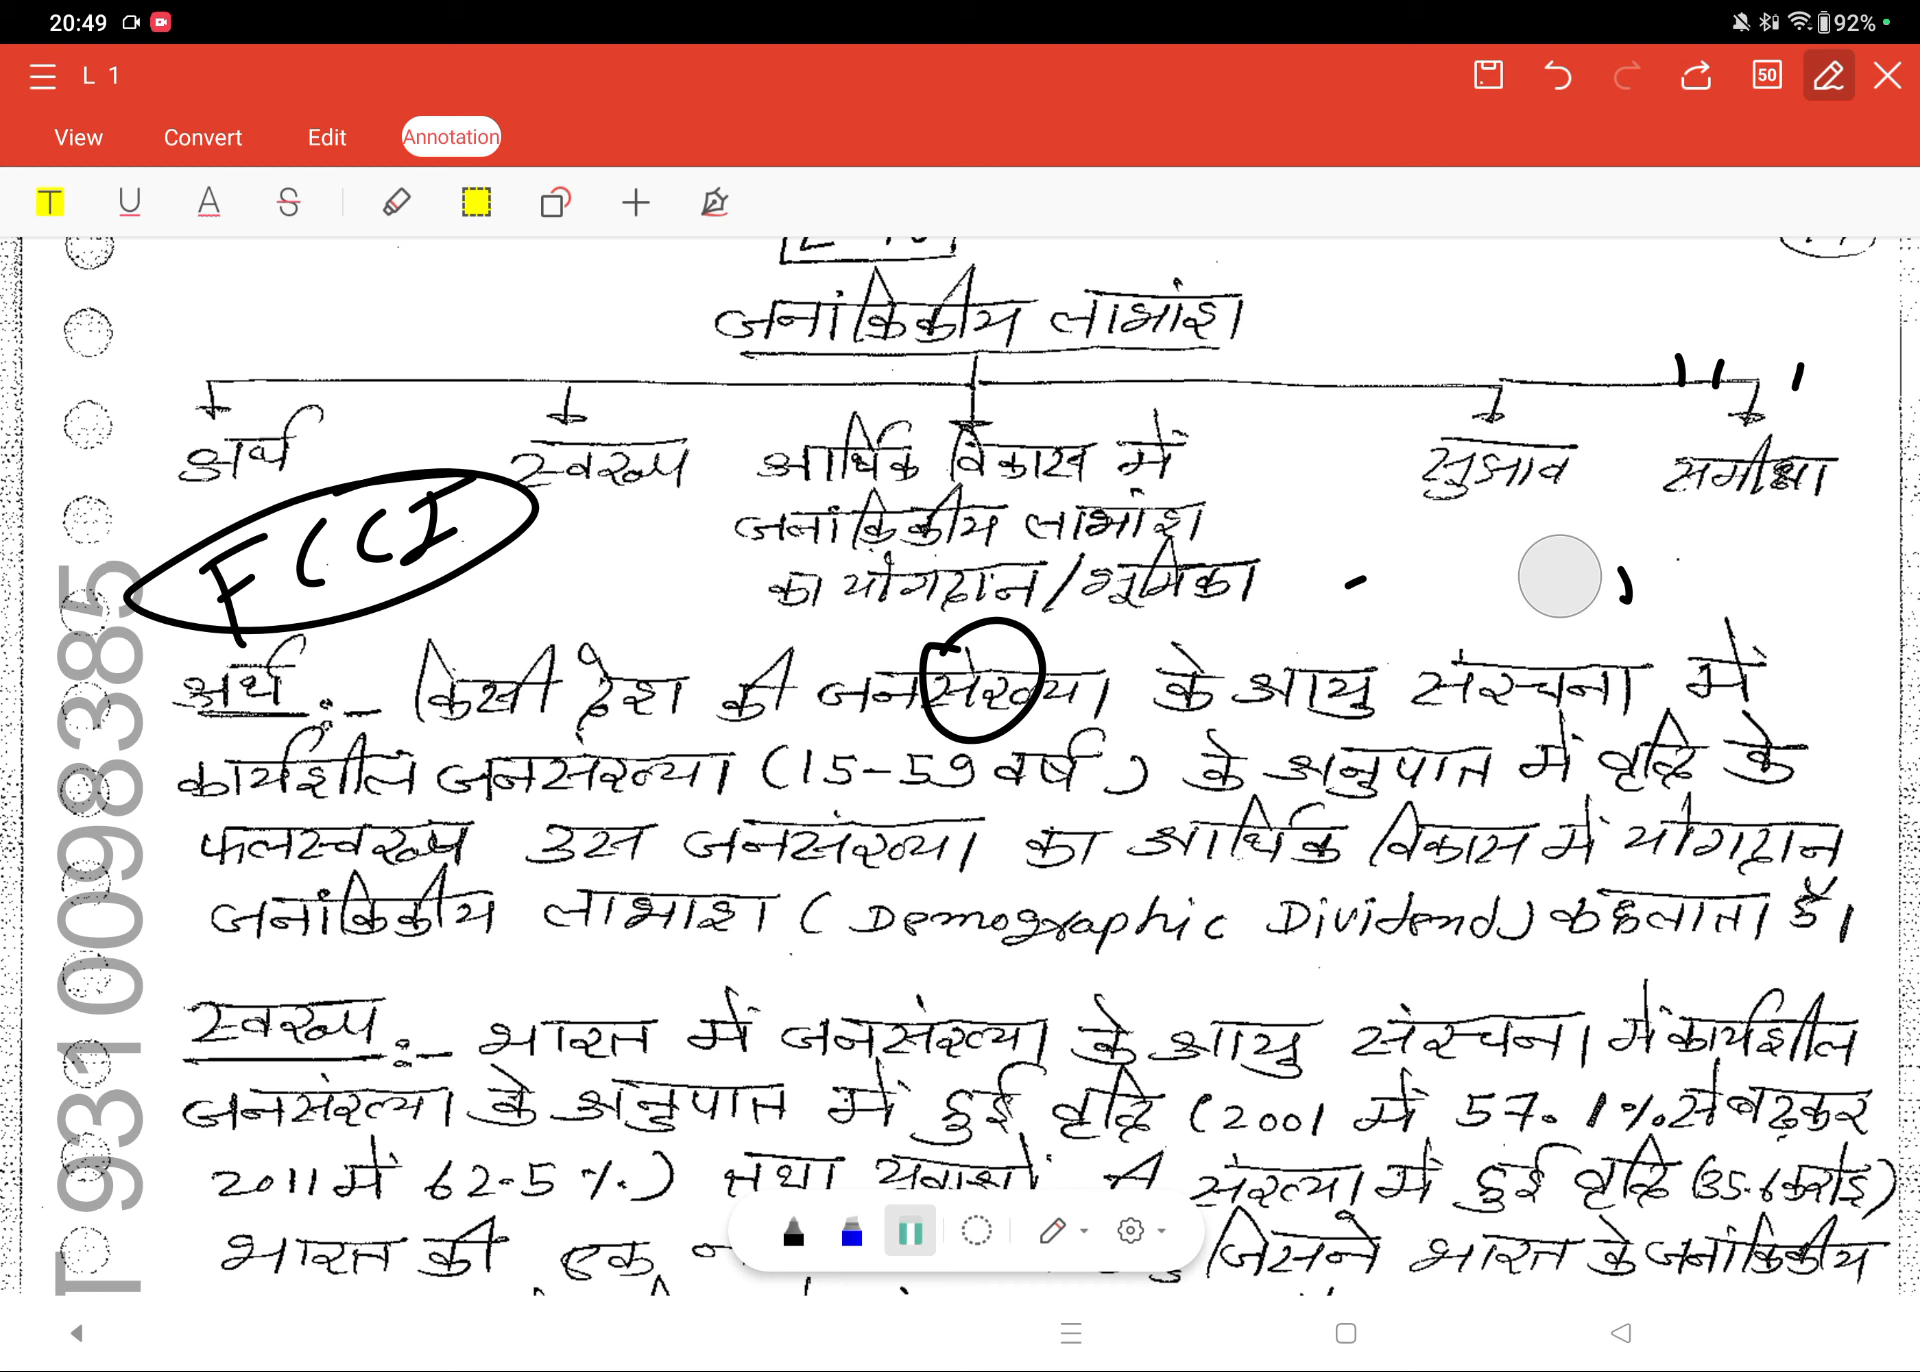 20:49
92%
L 1
50
View Convert Edit Annotation
T U A S
जनांकिकीय लाभांश
अर्थ स्वरूप आर्थिक विकास में सुझाव समीक्षा
जनांकिकीय लाभांश
का योगदान/भूमिका
FCCI
अर्थ :- किसी देश की जनसंख्या के आयु संरचना में
कार्यशील जनसंख्या (15-59 वर्ष) के अनुपात में वृद्धि के
फलस्वरूप उस जनसंख्या का आर्थिक विकास में योगदान
जनांकिकीय लाभांश (Demographic Dividend) कहलाता है।
स्वरूप :- भारत में जनसंख्या के आयु संरचना में कार्यशील
जनसंख्या के अनुपात में हुई वृद्धि (2001 में 57.1% से बढ़कर
2011 में 62.5%) तथा युवाओं संख्या में हुई वृद्धि (35.6 करोड़)
भारत की एक जिसने भारत के जनांकिकीय
T 9310098385